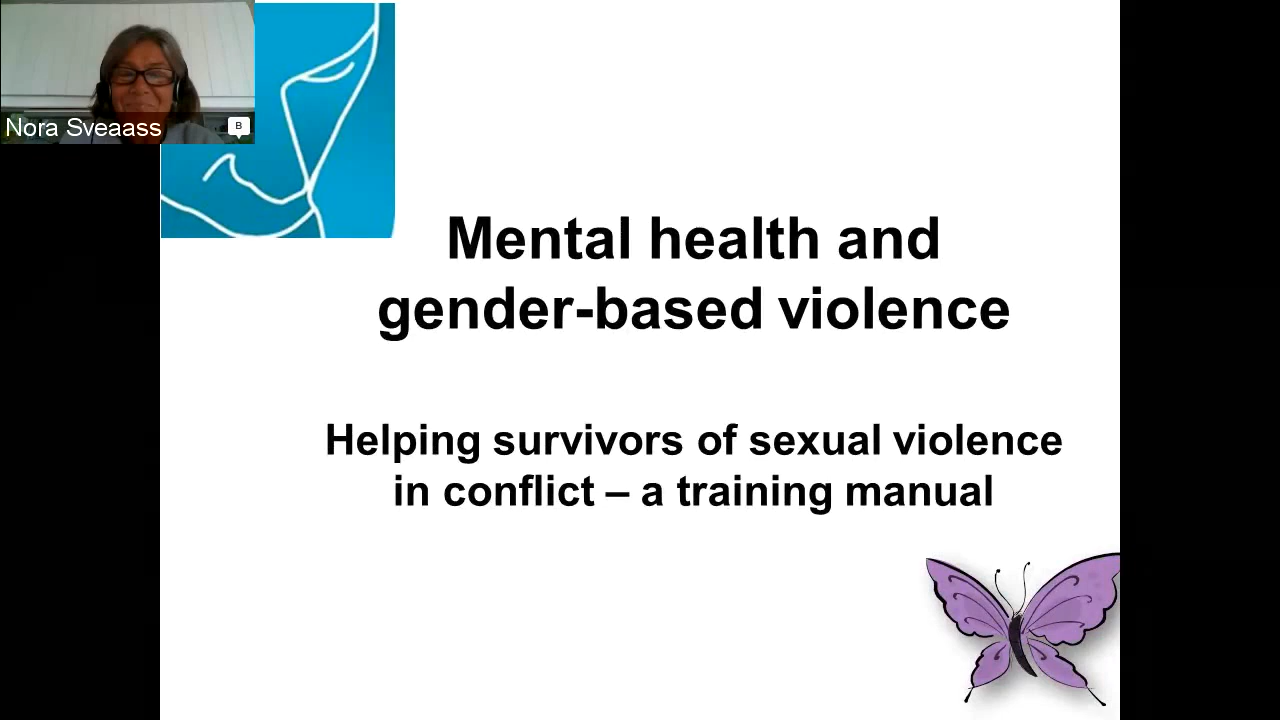 Nora Sveaass
B
Mental health and
gender-based violence
Helping survivors of sexual violence
in conflict – a training manual